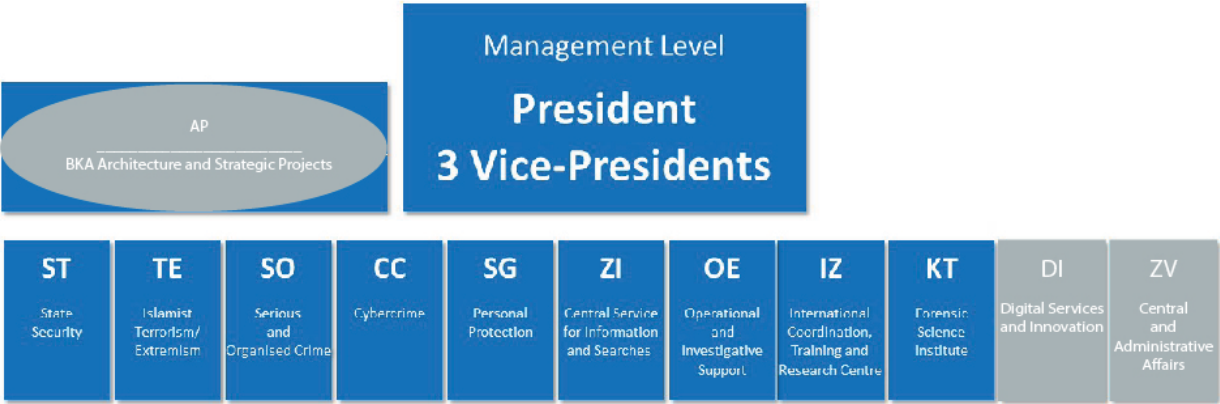 Management Level
President
3 Vice-Presidents
AP
BKA Architecture and Strategic Projects
ST
State
Security
TE
Islamist
Terrorism/
Extremism
SO
Serious
and
Organised Crime
CC
Cybercrime
SG
Personal
Protection
ZI
Central Service
for Information
and Searches
OE
Operational
and
Investigative
Support
IZ
International
Coordination,
Training and
Research Centre
KT
Forensic
Science
Institute
DI
Digital Services
and Innovation
ZV
Central
and
Administrative
Affairs